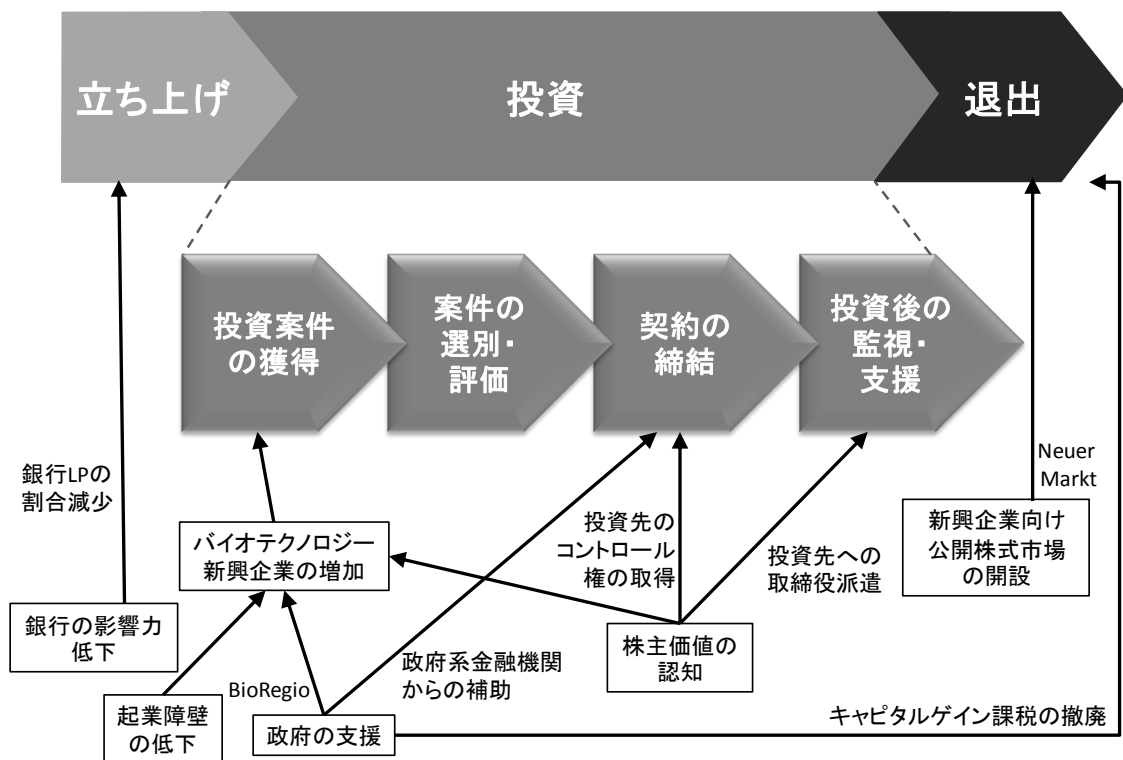 立ち上げ
投資
退出
投資案件
の獲得
案件の
選別・
評価
契約の
締結
投資後の
監視・
支援
銀行LPの
割合減少
Neuer
Markt
バイオテクノロジー
新興企業の増加
投資先の
コントロール
権の取得
投資先への
取締役派遣
新興企業向け
公開株式市場
の開設
銀行の影響力
低下
株主価値の
認知
BioRegio
政府系金融機関
からの補助
起業障壁
の低下
政府の支援
キャピタルゲイン課税の撤廃